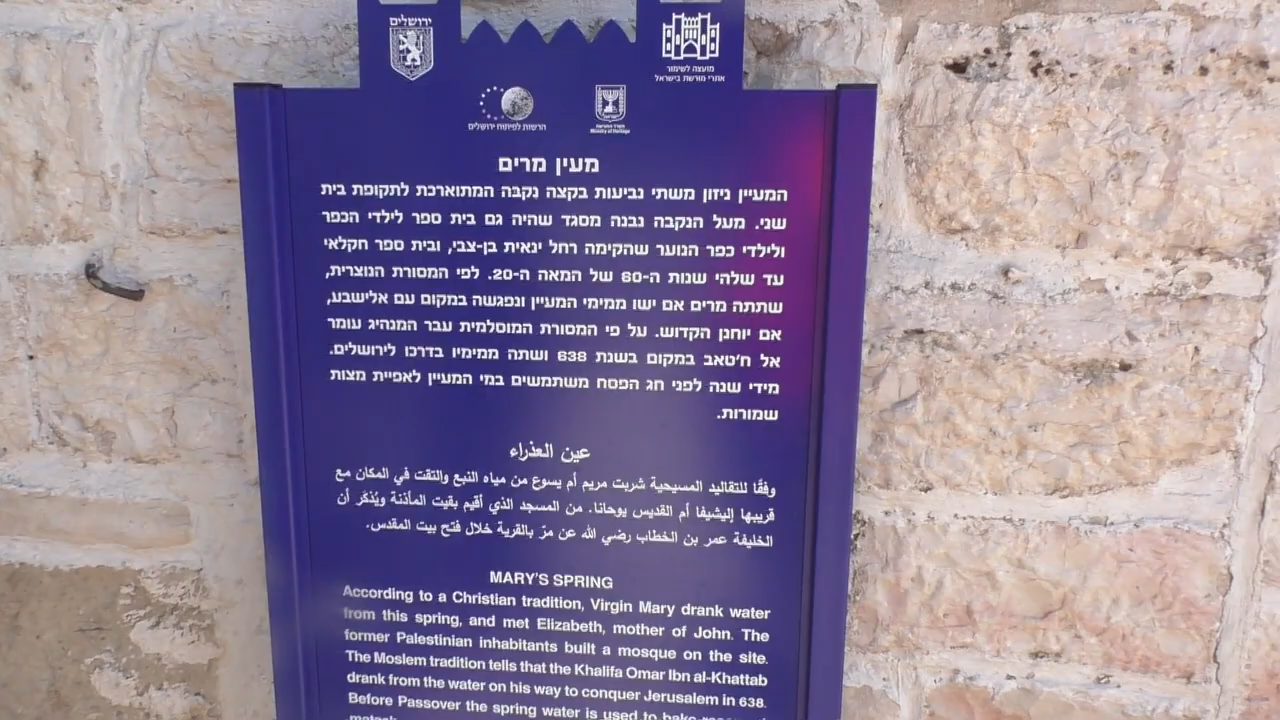 ירושלים
מועצה לשימור
אתרי מורשת בישראל
הרשות לפיתוח ירושלים
משרד המורשת
Ministry of Heritage
מעין מרים
המעיין ניזון משתי נביעות בקצה נִקבּה המתוארכת לתקופת בית
שני. מעל הנקבה נבנה מסגד שהיה גם בית ספר לילדי הכפר
ולילדי כפר הנוער שהקימה רחל ינאית בן-צבי, ובית ספר חקלאי
עד שלהי שנות ה-60 של המאה ה-20. לפי המסורת הנוצרית,
שתתה מרים אם ישו ממימי המעיין ונפגשה במקום עם אלישבע,
אם יוחנן הקדוש. על פי המסורת המוסלמית עבר המנהיג עומר
אל ח'טאב במקום בשנת 638 ושתה ממימיו בדרכו לירושלים.
מידי שנה לפני חג הפסח משתמשים במי המעיין לאפיית מצות
שמורות.
عين العذراء
وفقًا للتقاليد المسيحية شربت مريم أم يسوع من مياه النبع والتقت في المكان مع
قريبها إليشيفا أم القديس يوحانا. من المسجد الذي أقيم بقيت المأذنة ويُذكَر أن
الخليفة عمر بن الخطاب رضي الله عن مرّ بالقرية خلال فتح بيت المقدس.
MARY'S SPRING
According to a Christian tradition, Virgin Mary drank water
from this spring, and met Elizabeth, mother of John. The
former Palestinian inhabitants built a mosque on the site.
The Moslem tradition tells that the Khalifa Omar Ibn al-Khattab
drank from the water on his way to conquer Jerusalem in 638.
Before Passover the spring water is used to bake